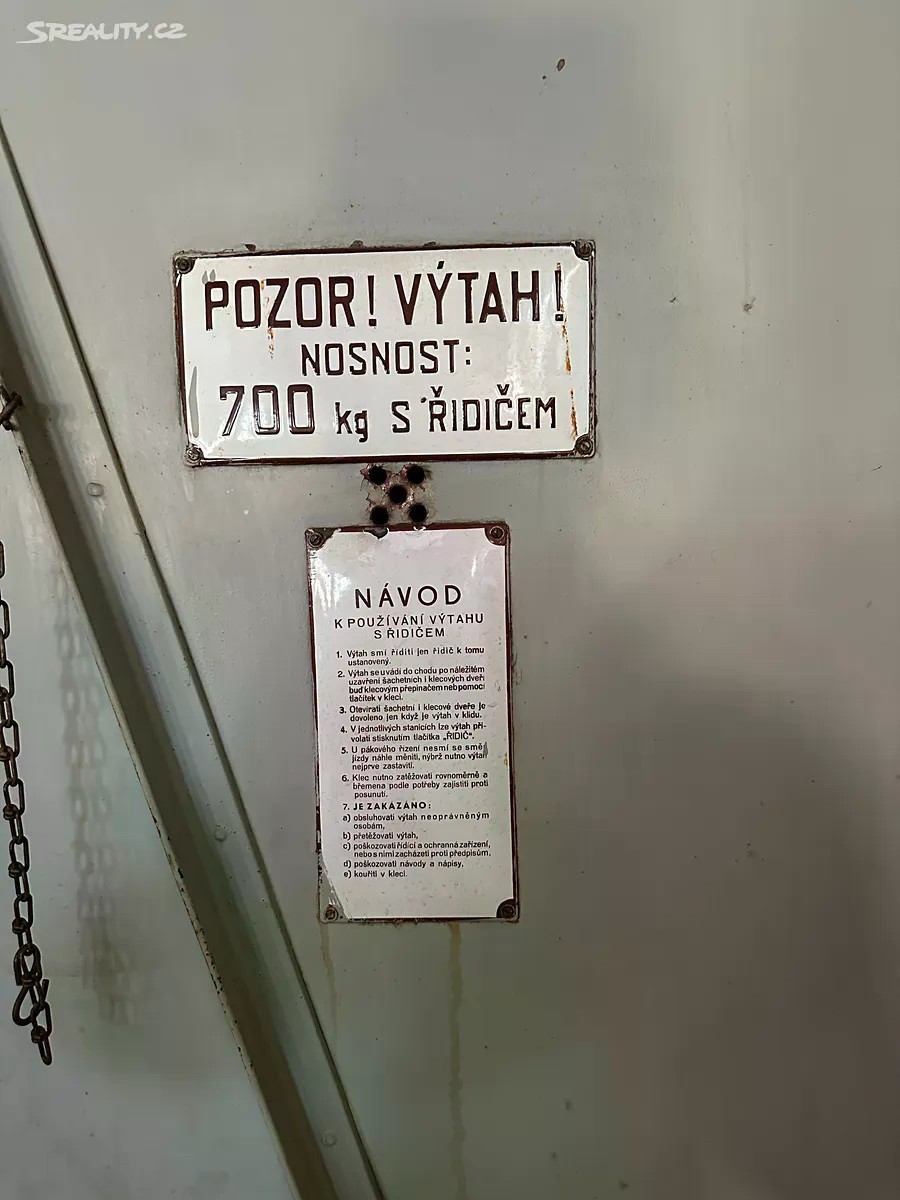 SREALITY.CZ
POZOR! VÝTAH!
NOSNOST:
700 kg S ŘIDIČEM
NÁVOD
K POUŽÍVÁNÍ VÝTAHU
S ŘIDIČEM
1. Výtah smí říditi jen řidič k tomu
ustanovený.
2. Výtah se uvádí do chodu po náležitém
uzavření šachetních i klecových dveří
buď klecovým přepínačem neb pomocí
tlačítek v kleci.
3. Otevírati šachetní i klecové dveře je
dovoleno jen když je výtah v klidu.
4. V jednotlivých stanicích lze výtah při-
volati stisknutím tlačítka „ŘIDIČ".
5. U pákového řízení nesmí se směr
jízdy náhle měniti, nýbrž nutno výtah
nejprve zastaviti.
6. Klec nutno zatěžovati rovnoměrně a
břemena podle potřeby zajistiti proti
posunutí.
7. JE ZAKÁZÁNO:
a) obsluhovati výtah neoprávněným
osobám,
b) přetěžovati výtah,
c) poškozovati řídící a ochranná zařízení,
nebo s nimi zacházeti proti předpisům,
d) poškozovati návody a nápisy,
e) kouřiti v kleci.